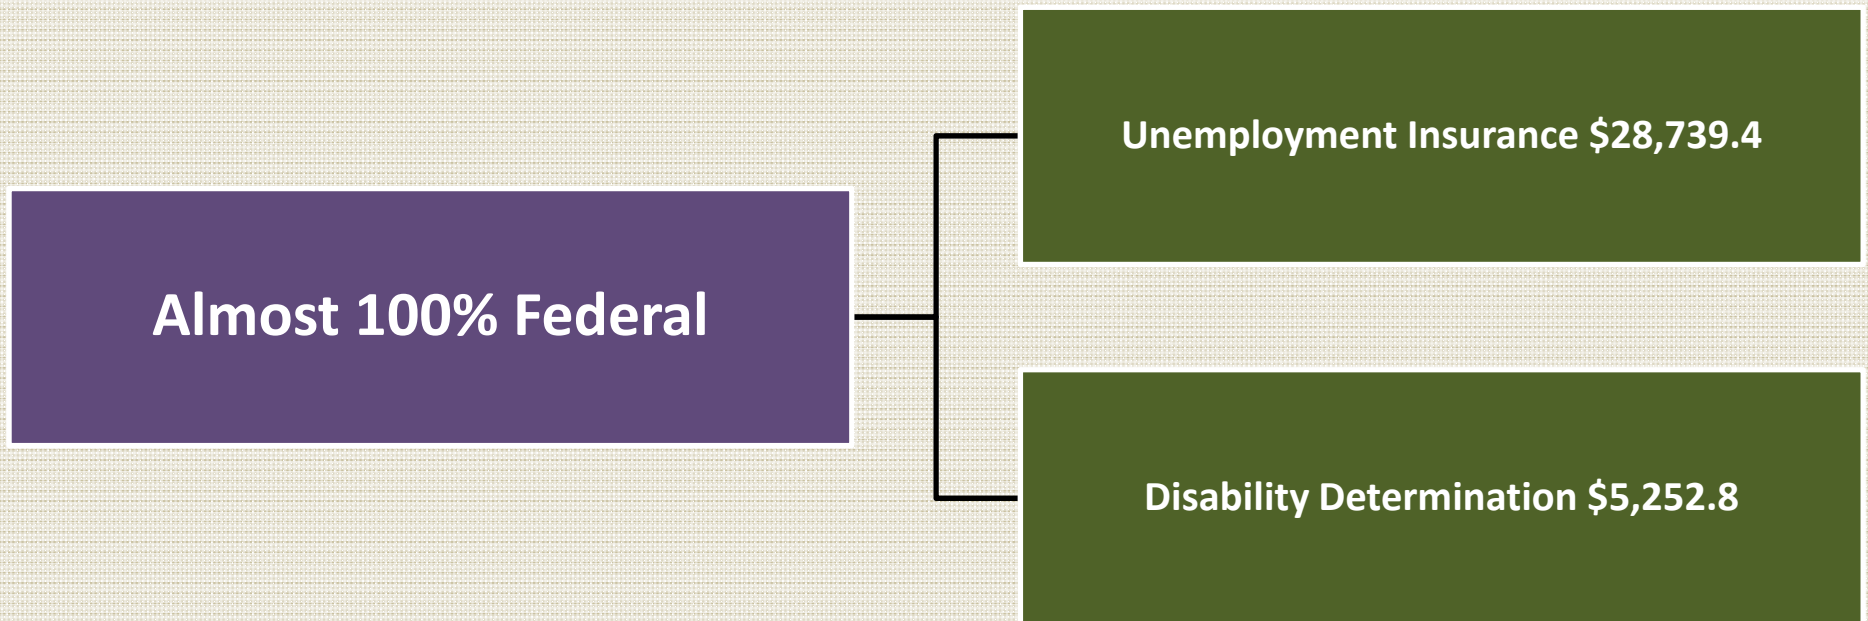 Unemployment Insurance $28,739.4
Almost 100% Federal
Disability Determination $5,252.8